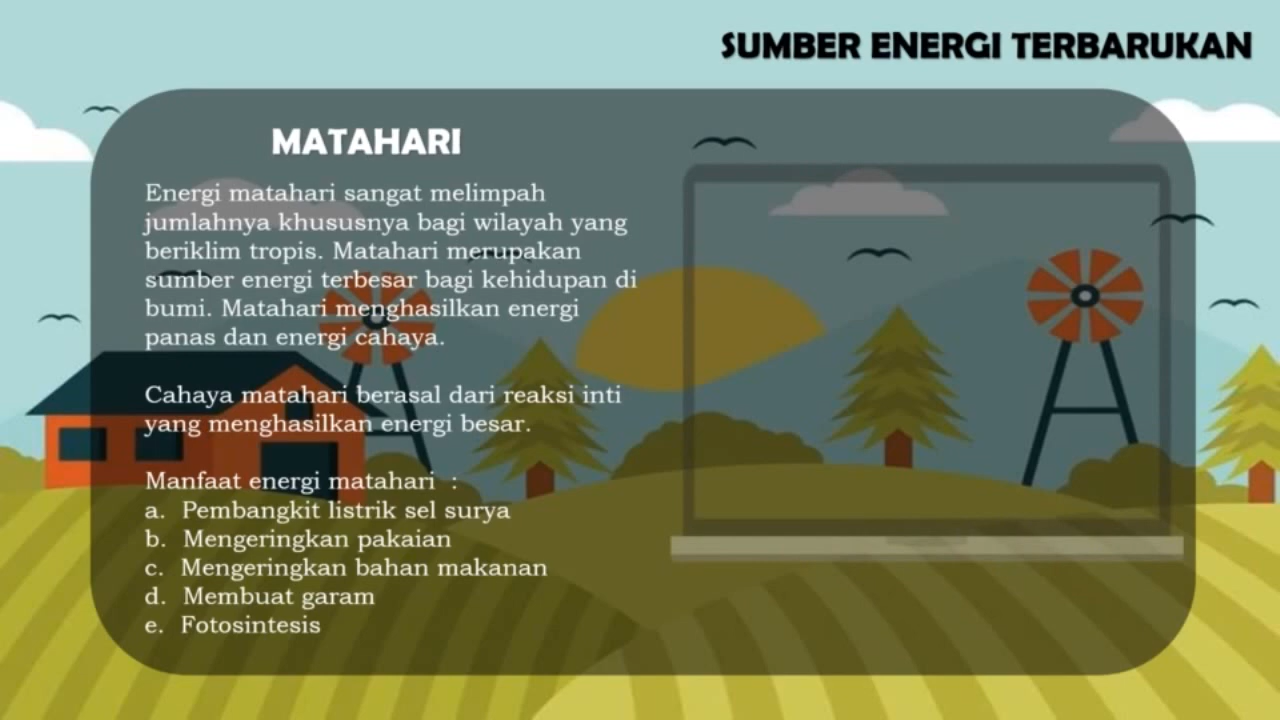 SUMBER ENERGI TERBARUKAN
MATAHARI
Energi matahari sangat melimpah
jumlahnya khususnya bagi wilayah yang
beriklim tropis. Matahari merupakan
sumber energi terbesar bagi kehidupan di
bumi. Matahari menghasilkan energi
panas dan energi cahaya.
Cahaya matahari berasal dari reaksi inti
yang menghasilkan energi besar.
Manfaat energi matahari :
a. Pembangkit listrik sel surya
b. Mengeringkan pakaian
c. Mengeringkan bahan makanan
d. Membuat garam
e. Fotosintesis